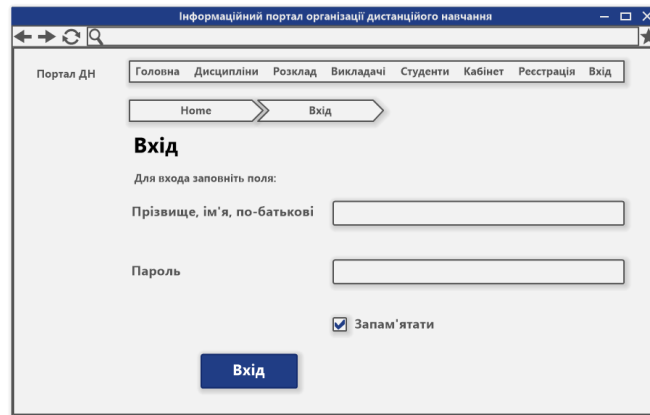 Інформаційний портал організації дистанційого навчання
Портал ДН
Головна Дисципліни Розклад Викладачі Студенти Кабінет Реєстрація Вхід
Home Вхід
Вхід
Для входа заповніть поля:
Прізвище, ім'я, по-батькові
Пароль
Запам'ятати
Вхід